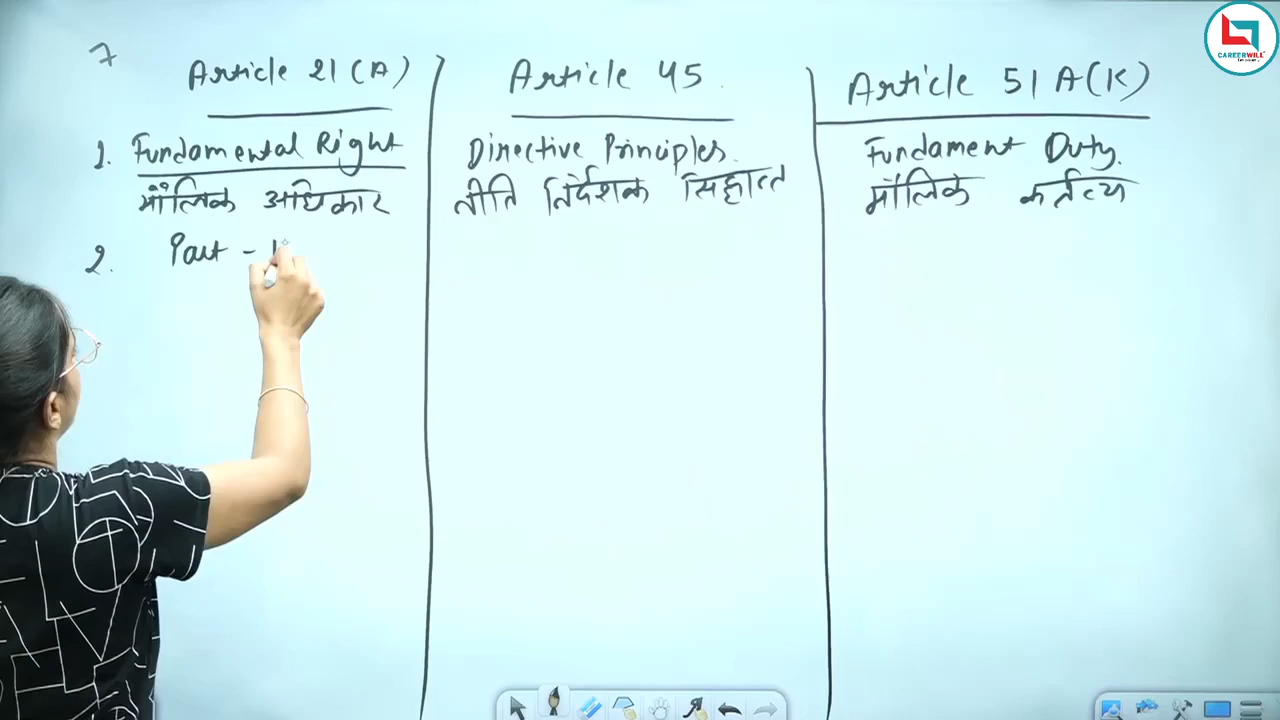 7
Article 21(A)
Article 45
Article 51 A(K)
1. Fundamental Right
मौलिक अधिकार
Directive Principles.
नीति निर्देशक सिद्धान्त
Fundament Duty.
मौलिक कर्तव्य
2. Part -
CAREERWILL